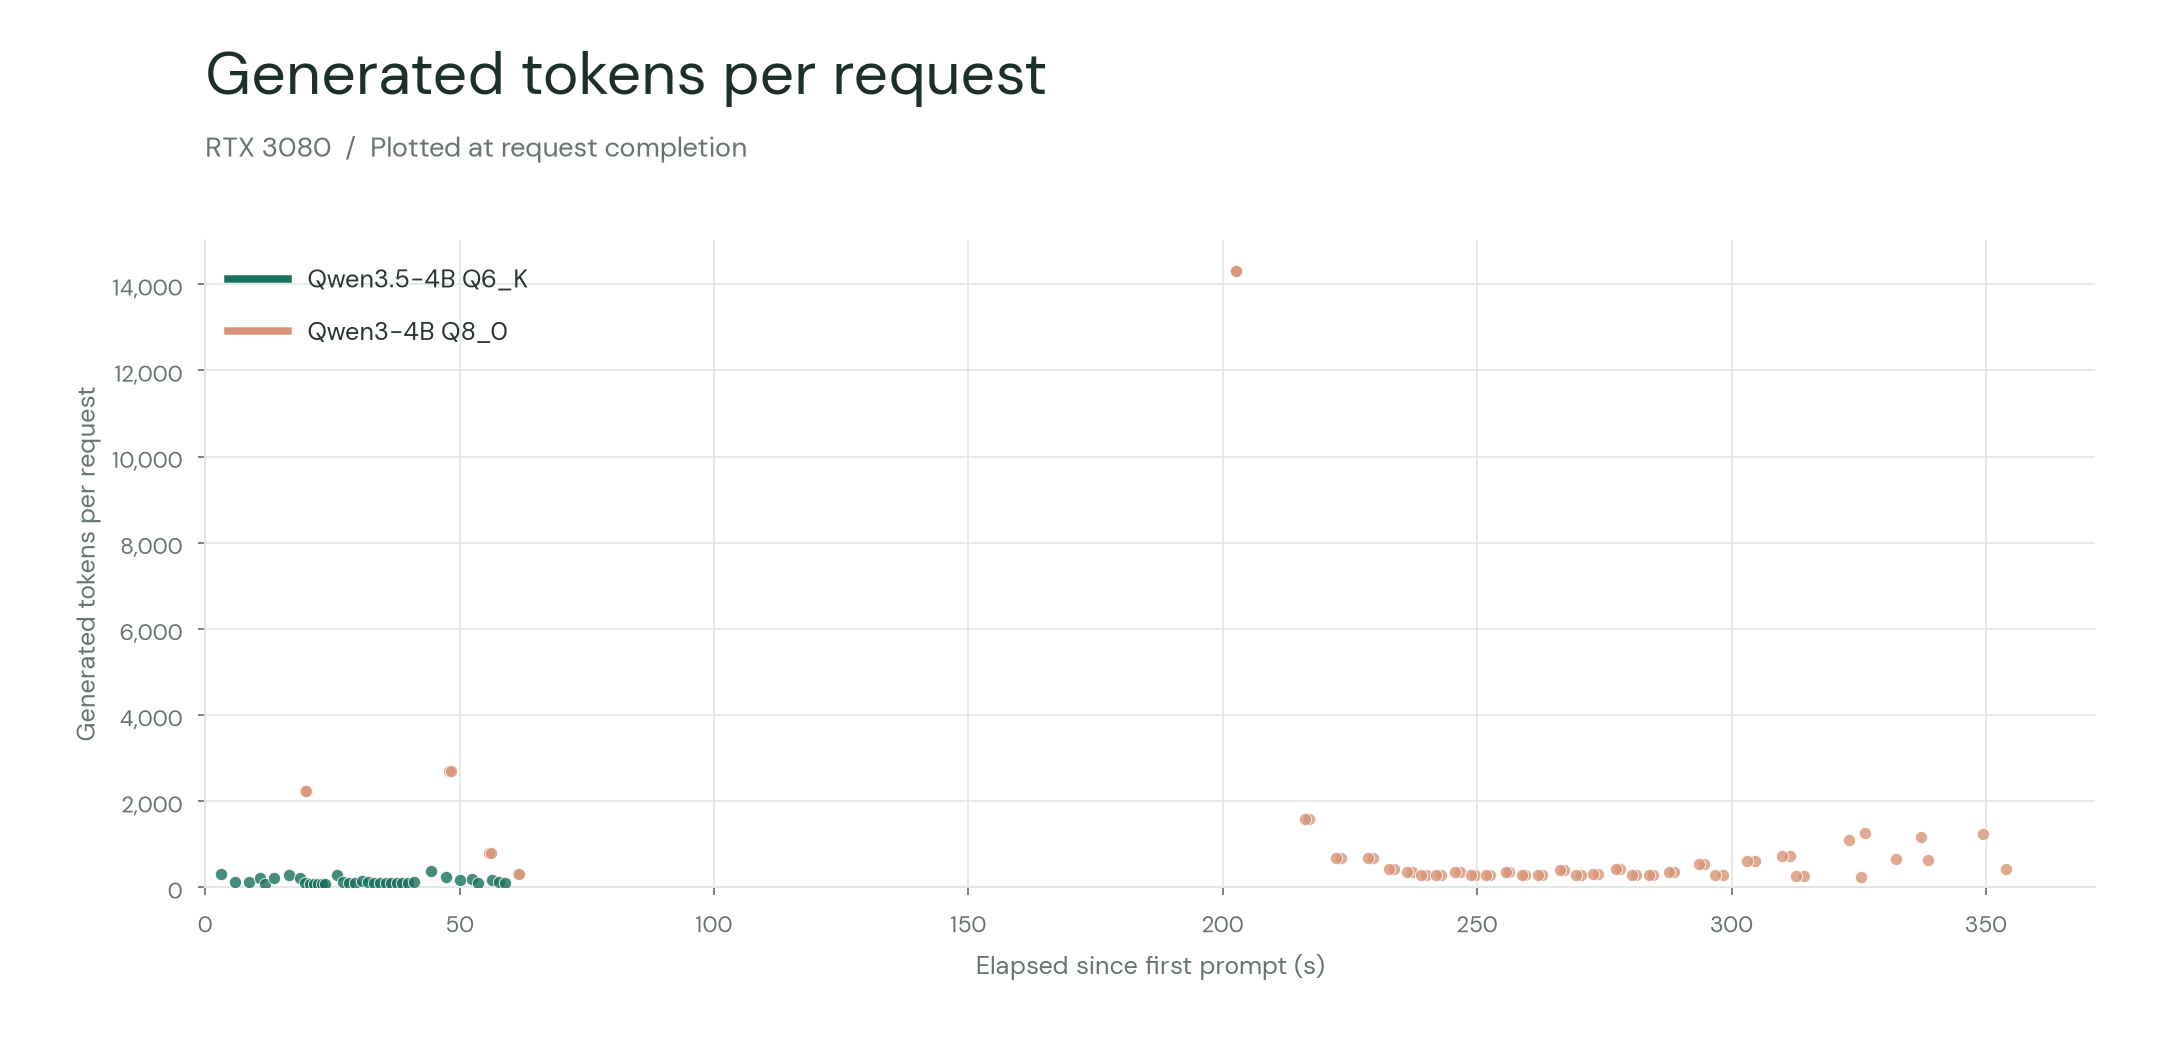 Generated tokens per request
RTX 3080 / Plotted at request completion
Qwen3.5-4B Q6_K
Qwen3-4B Q8_0
Generated tokens per request
14,000
12,000
10,000
8,000
6,000
4,000
2,000
0
0 50 100 150 200 250 300 350
Elapsed since first prompt (s)